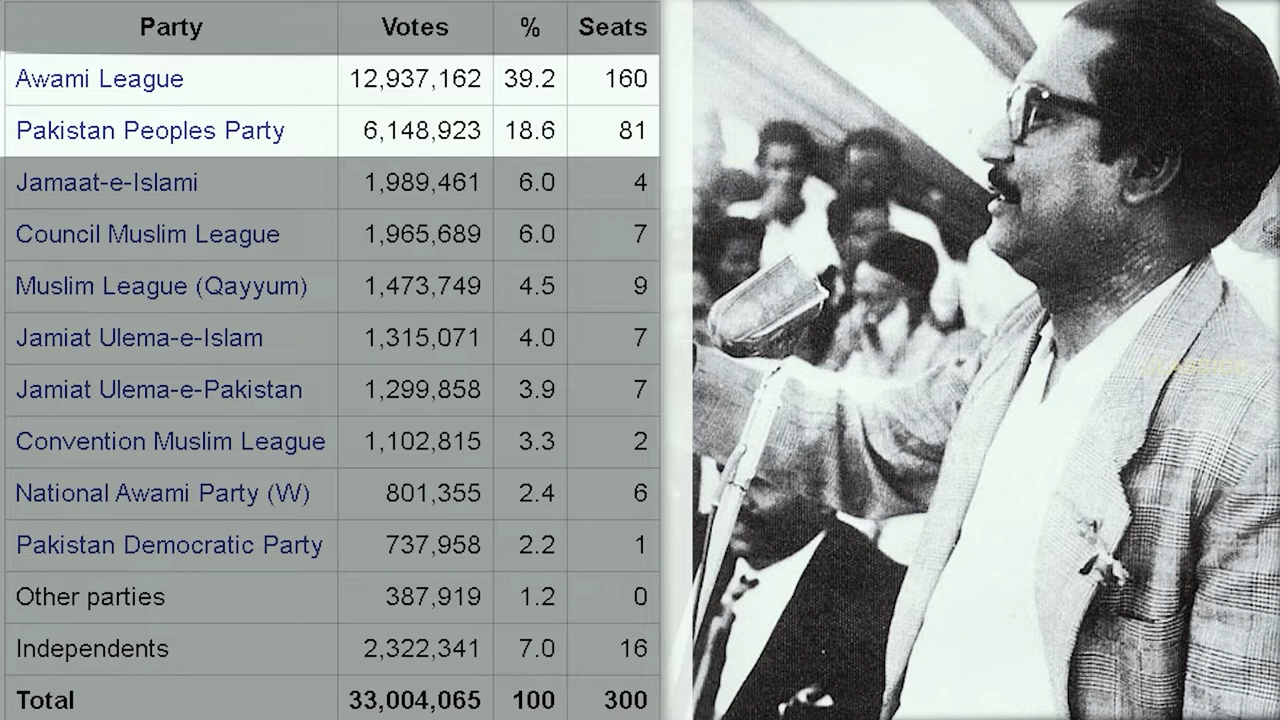 Party Votes % Seats
Awami League 12,937,162 39.2 160
Pakistan Peoples Party 6,148,923 18.6 81
Jamaat-e-Islami 1,989,461 6.0 4
Council Muslim League 1,965,689 6.0 7
Muslim League (Qayyum) 1,473,749 4.5 9
Jamiat Ulema-e-Islam 1,315,071 4.0 7
Jamiat Ulema-e-Pakistan 1,299,858 3.9 7
Convention Muslim League 1,102,815 3.3 2
National Awami Party (W) 801,355 2.4 6
Pakistan Democratic Party 737,958 2.2 1
Other parties 387,919 1.2 0
Independents 2,322,341 7.0 16
Total 33,004,065 100 300